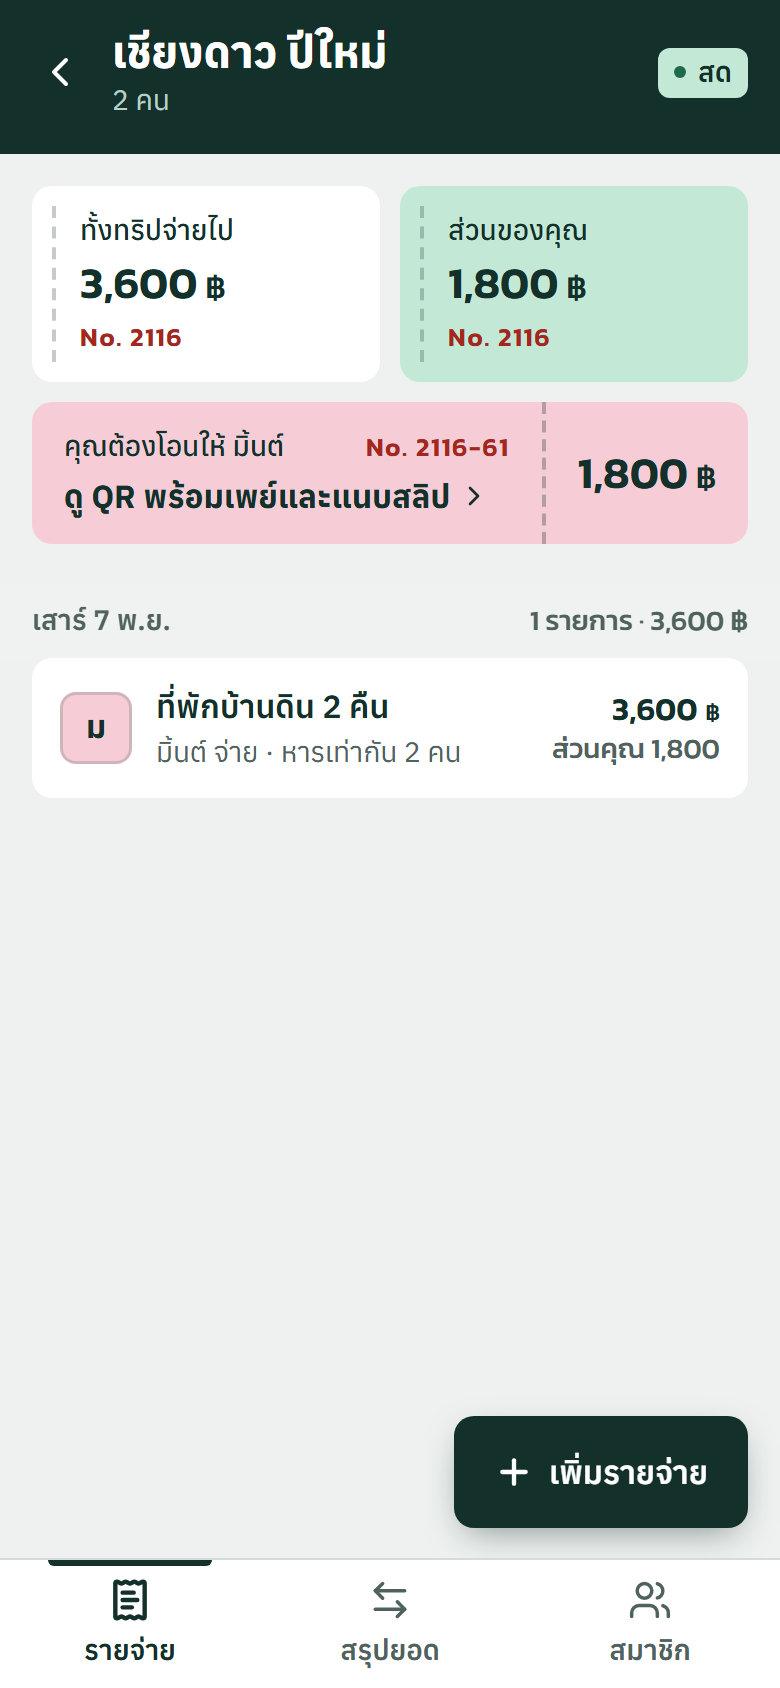 เชียงดาว ปีใหม่
2 คน
สด
ทั้งทริปจ่ายไป
3,600 ฿
No. 2116
ส่วนของคุณ
1,800 ฿
No. 2116
คุณต้องโอนให้ มิ้นต์
No. 2116-61
ดู QR พร้อมเพย์และแนบสลิป
1,800 ฿
เสาร์ 7 พ.ย.
1 รายการ · 3,600 ฿
ม
ที่พักบ้านดิน 2 คืน
3,600 ฿
มิ้นต์ จ่าย · หารเท่ากัน 2 คน
ส่วนคุณ 1,800
เพิ่มรายจ่าย
รายจ่าย
สรุปยอด
สมาชิก